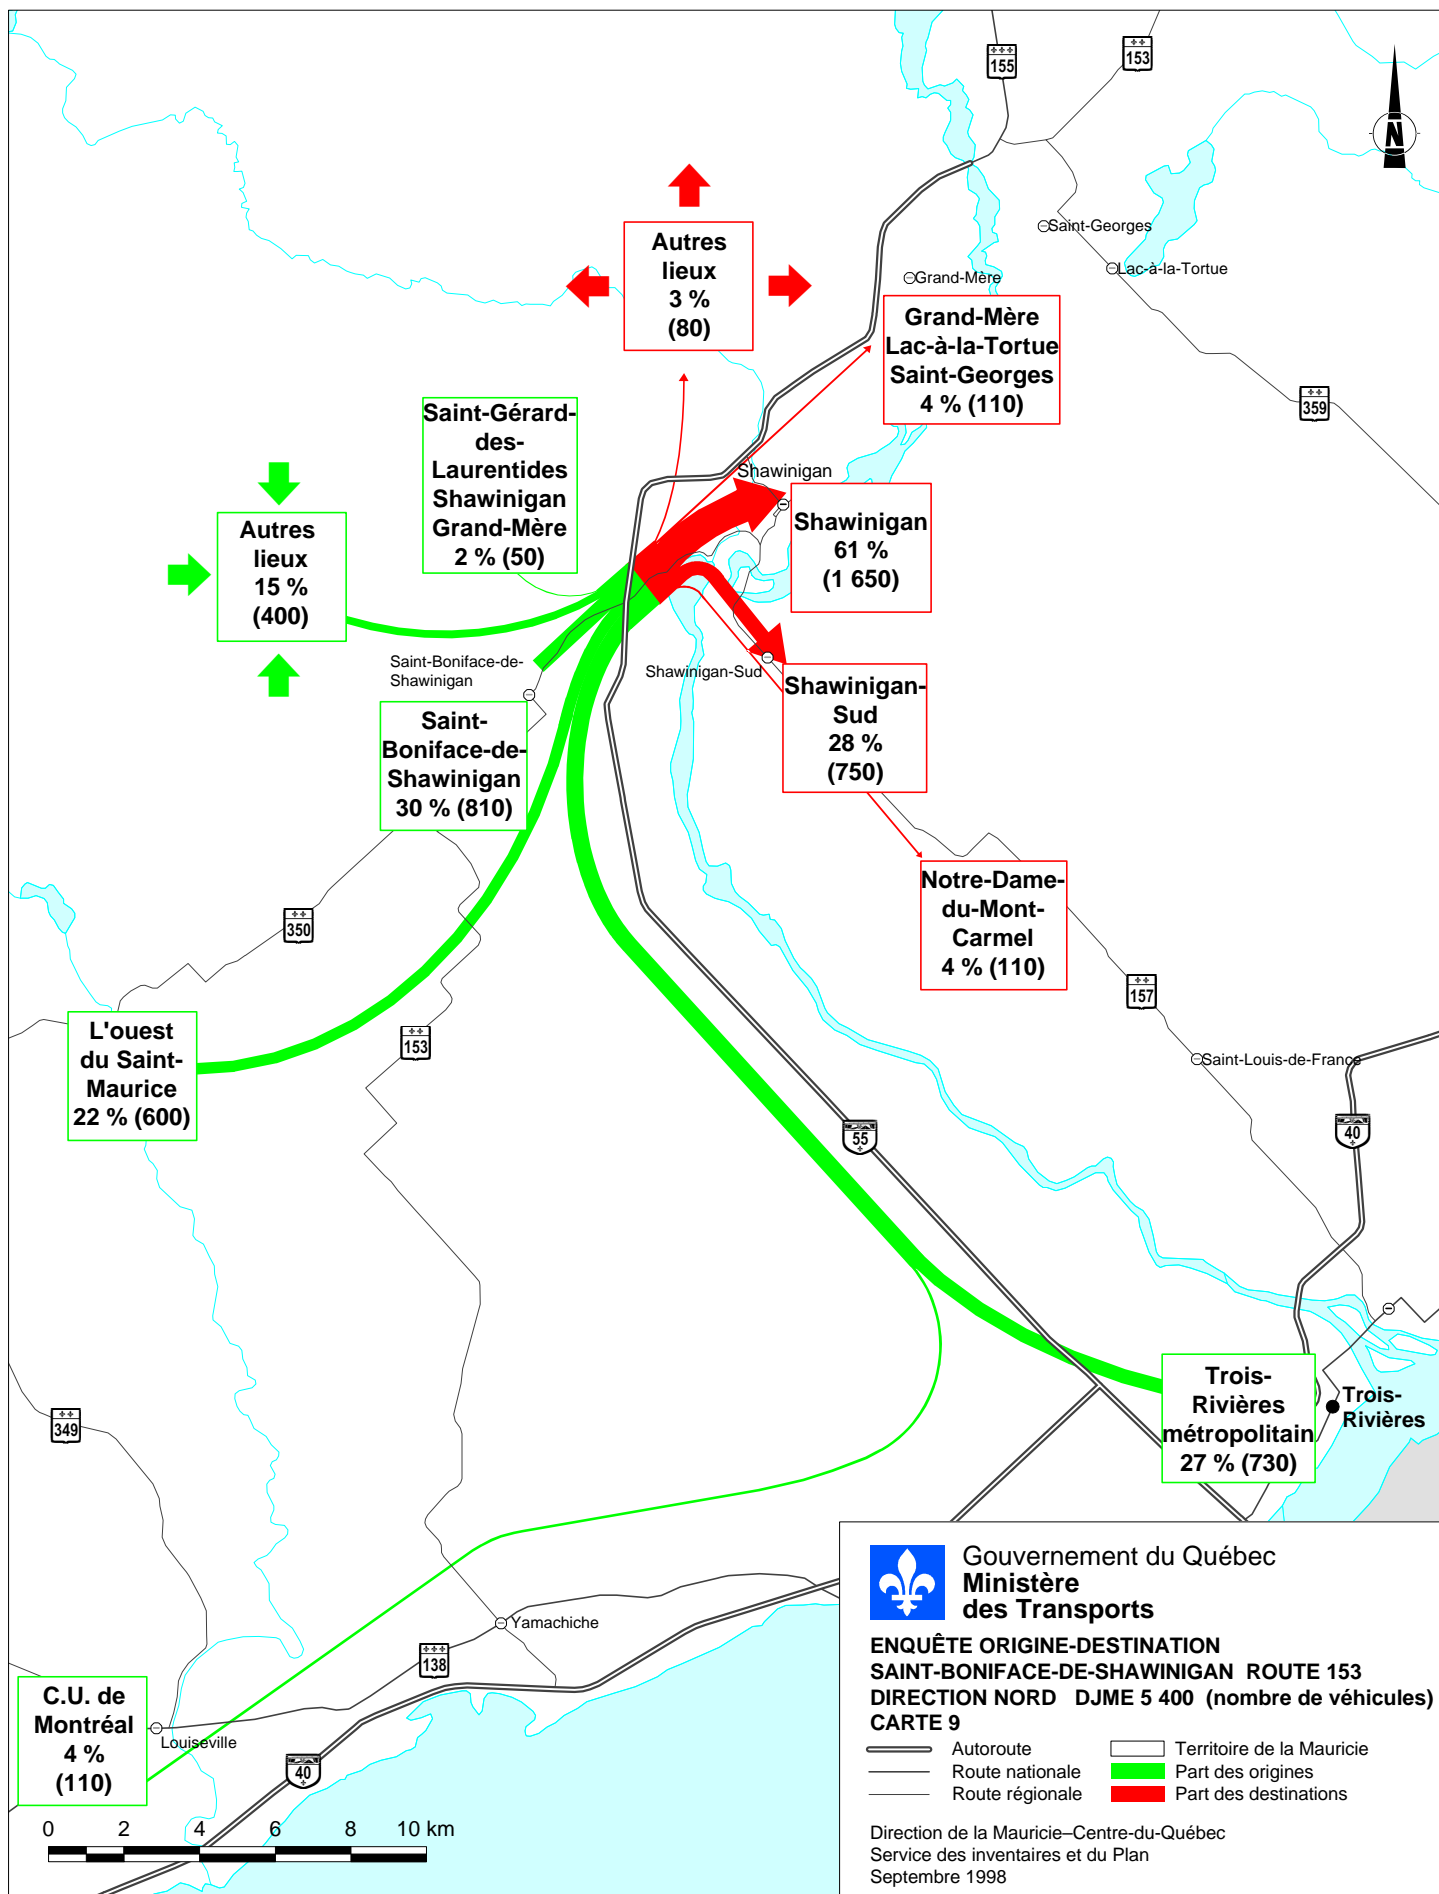 155
153
Saint-Georges
Lac-à-la-Tortue
Grand-Mère
N
Autres
lieux
3 %
(80)
Grand-Mère
Lac-à-la-Tortue
Saint-Georges
4 % (110)
359
Saint-Gérard-
des-
Laurentides
Shawinigan
Grand-Mère
2 % (50)
Shawinigan
Shawinigan
61 %
(1 650)
Autres
lieux
15 %
(400)
Saint-Boniface-de-
Shawinigan
Shawinigan-Sud
Shawinigan-
Sud
28 %
(750)
Saint-
Boniface-de-
Shawinigan
30 % (810)
Notre-Dame-
du-Mont-
Carmel
4 % (110)
350
157
153
L'ouest
du Saint-
Maurice
22 % (600)
Saint-Louis-de-France
55
40
Trois-
Rivières
métropolitain
27 % (730)
Trois-
Rivières
349
Yamachiche
138
C.U. de
Montréal
4 %
(110)
Louiseville
40
0 2 4 6 8 10 km
Gouvernement du Québec
Ministère
des Transports
ENQUÊTE ORIGINE-DESTINATION
SAINT-BONIFACE-DE-SHAWINIGAN ROUTE 153
DIRECTION NORD DJME 5 400 (nombre de véhicules)
CARTE 9
Autoroute
Route nationale
Route régionale
Territoire de la Mauricie
Part des origines
Part des destinations
Direction de la Mauricie–Centre-du-Québec
Service des inventaires et du Plan
Septembre 1998